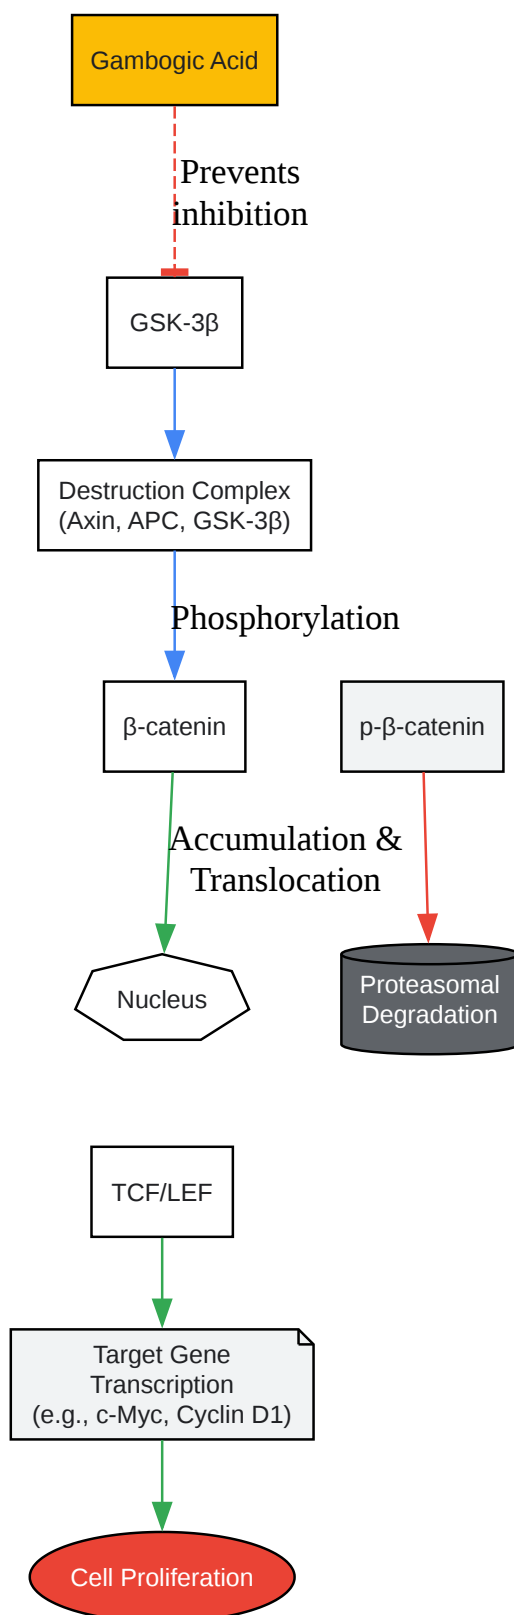 Gambogic Acid
Prevents
inhibition
GSK-3β
Destruction Complex
(Axin, APC, GSK-3β)
Phosphorylation
β-catenin
p-β-catenin
Accumulation &
Translocation
Nucleus
Proteasomal
Degradation
TCF/LEF
Target Gene
Transcription
(e.g., c-Myc, Cyclin D1)
Cell Proliferation